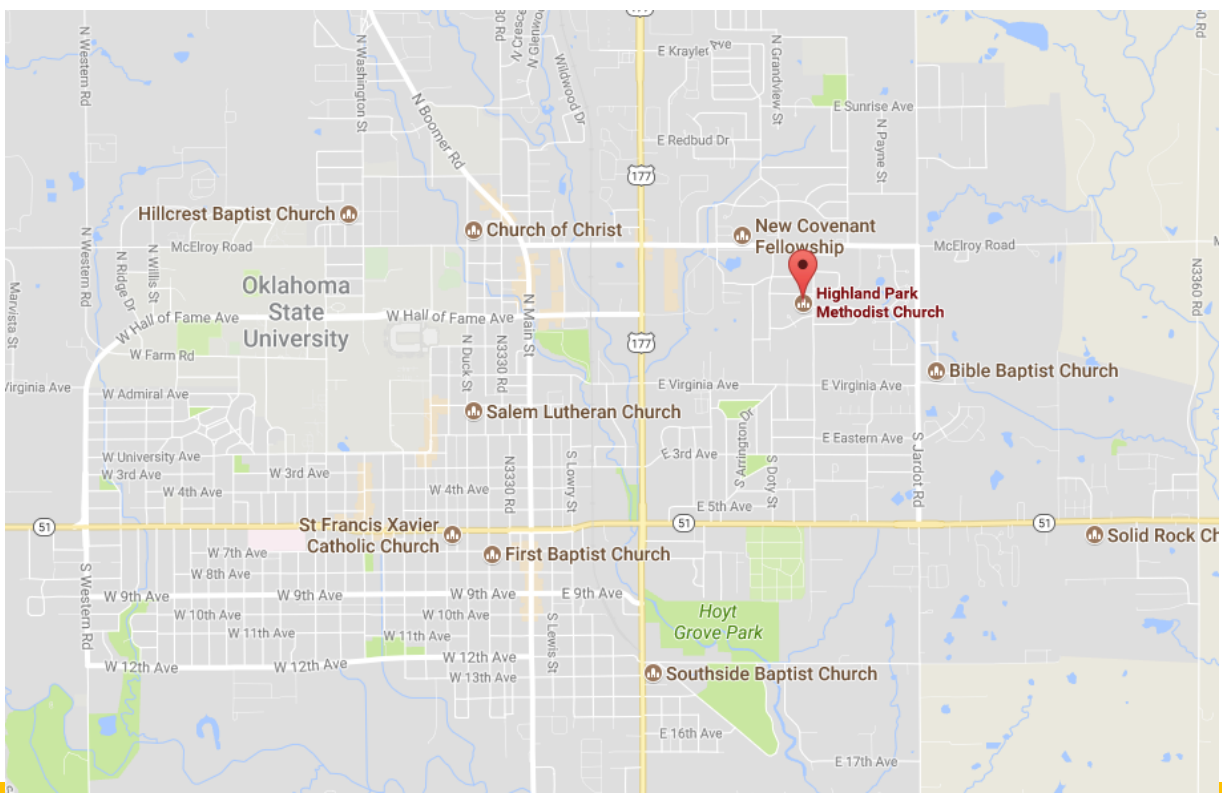 177
N Western Rd
N Washington St
3330 Rd
N Cresce
N Glenwoo
Wildwood Dr
E Krayler Ave
N Grandview St
60 Rd
N Boomer Rd
E Sunrise Ave
N Payne St
E Redbud Dr
177
Hillcrest Baptist Church
Church of Christ
New Covenant
Fellowship
McElroy Road
McElroy Road
N Western Rd
N Ridge Dr
N Willis St
N3360 Rd
Marvista St
Oklahoma
State
University
Highland Park
Methodist Church
W Hall of Fame Ave
W Hall of Fame Ave
N Main St
177
N Duck St
N3330 Rd
W Farm Rd
Virginia Ave
W Admiral Ave
E Virginia Ave
E Virginia Ave
Bible Baptist Church
Salem Lutheran Church
S Arrington Dr
E Eastern Ave
W University Ave
W 3rd Ave
W 3rd Ave
E 3rd Ave
S Jardot Rd
N3330 Rd
S Lowry St
S Doty St
W 4th Ave
W 4th Ave
E 5th Ave
51
51
51
St Francis Xavier
Catholic Church
First Baptist Church
Solid Rock Ch
W 7th Ave
W 8th Ave
S Western Rd
W 9th Ave
W 9th Ave
W 9th Ave
E 9th Ave
W 10th Ave
W 10th Ave
W 11th Ave
W 11th Ave
S Lewis St
Hoyt
Grove Park
W 12th Ave
W 12th Ave
W 12th Ave
W 13th Ave
Southside Baptist Church
E 16th Ave
E 17th Ave